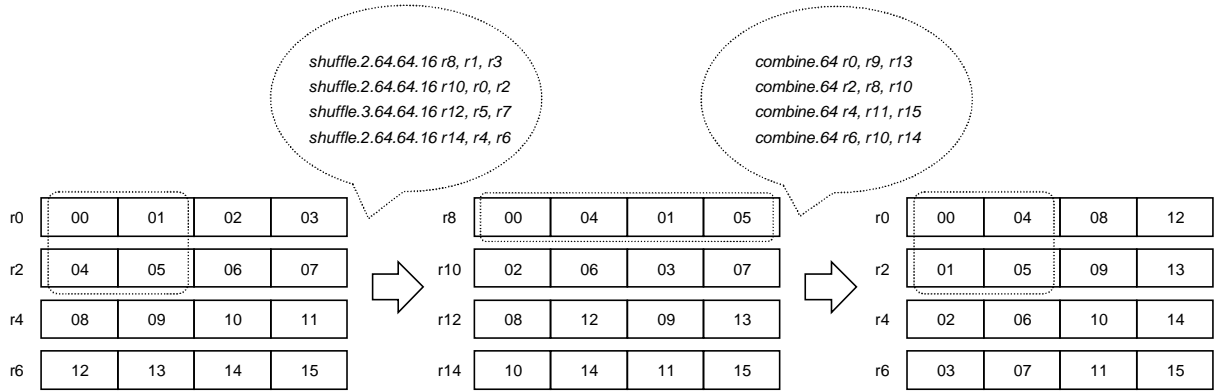 shuffle.2.64.64.16 r8, r1, r3
shuffle.2.64.64.16 r10, r0, r2
shuffle.3.64.64.16 r12, r5, r7
shuffle.2.64.64.16 r14, r4, r6
combine.64 r0, r9, r13
combine.64 r2, r8, r10
combine.64 r4, r11, r15
combine.64 r6, r10, r14
r0 00 01 02 03
r2 04 05 06 07
r4 08 09 10 11
r6 12 13 14 15
r8 00 04 01 05
r10 02 06 03 07
r12 08 12 09 13
r14 10 14 11 15
r0 00 04 08 12
r2 01 05 09 13
r4 02 06 10 14
r6 03 07 11 15